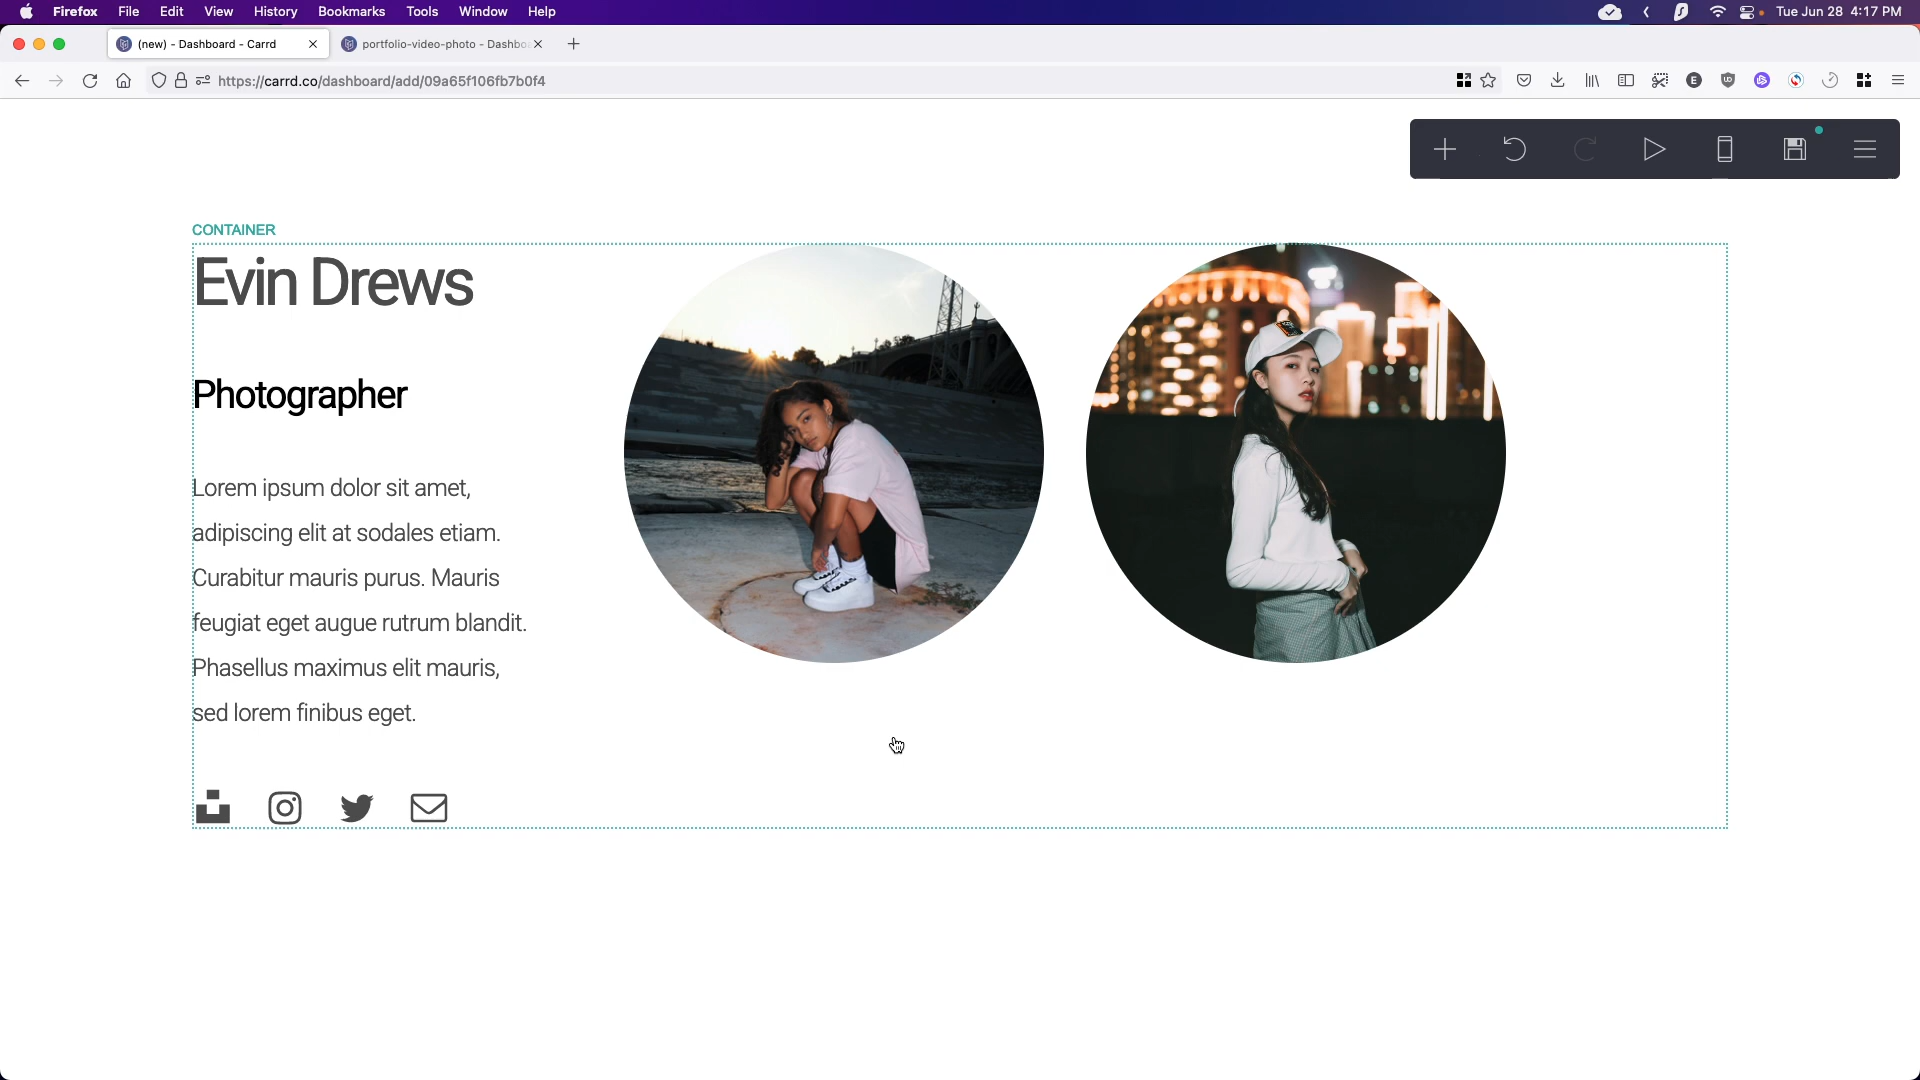 Firefox File Edit View History Bookmarks Tools Window Help Tue Jun 28 4:17 PM
(new) - Dashboard - Carrd portfolio-video-photo - Dashbo
https://carrd.co/dashboard/add/09a65f106fb7b0f4
CONTAINER
Evin Drews
Photographer
Lorem ipsum dolor sit amet,
adipiscing elit at sodales etiam.
Curabitur mauris purus. Mauris
feugiat eget augue rutrum blandit.
Phasellus maximus elit mauris,
sed lorem finibus eget.